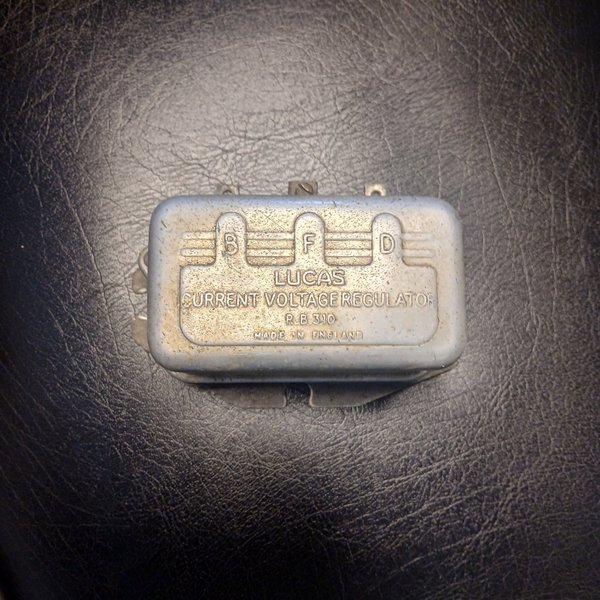 B F D
LUCAS
CURRENT VOLTAGE REGULATOR
R.B.310
MADE IN ENGLAND